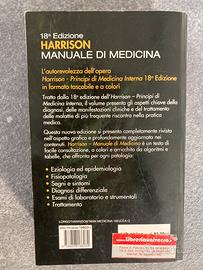 18ª Edizione
HARRISON
MANUALE DI MEDICINA
L'autorevolezza dell'opera
Harrison - Principi di Medicina Interna 18ª Edizione
in formato tascabile e a colori
Tratto dalla 18ª edizione dell'Harrison – Principi di
Medicina Interna, il volume presenta gli aspetti chiave della
diagnosi, delle manifestazioni cliniche e del trattamento
delle malattie di più frequente riscontro nella pratica
medica.
Questa nuova edizione si presenta completamente rivista
nell'aspetto grafico e profondamente aggiornata nei
contenuti. Harrison – Manuale di Medicina è un testo di
facile consultazione, a colori e arricchito da algoritmi e
tabelle, che affronta per ogni patologia:
• Eziologia ed epidemiologia
• Fisiopatologia
• Segni e sintomi
• Diagnosi differenziale
• Esami di laboratorio e strumentali
• Trattamento